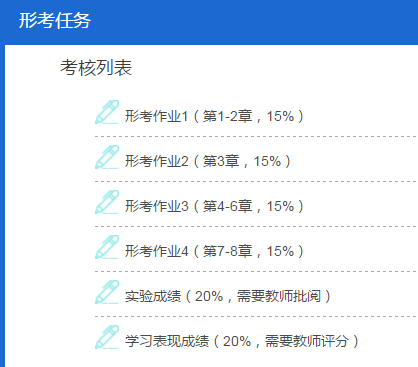 形考任务
考核列表
形考作业1（第1-2章，15%）
形考作业2（第3章，15%）
形考作业3（第4-6章，15%）
形考作业4（第7-8章，15%）
实验成绩（20%，需要教师批阅）
学习表现成绩（20%，需要教师评分）